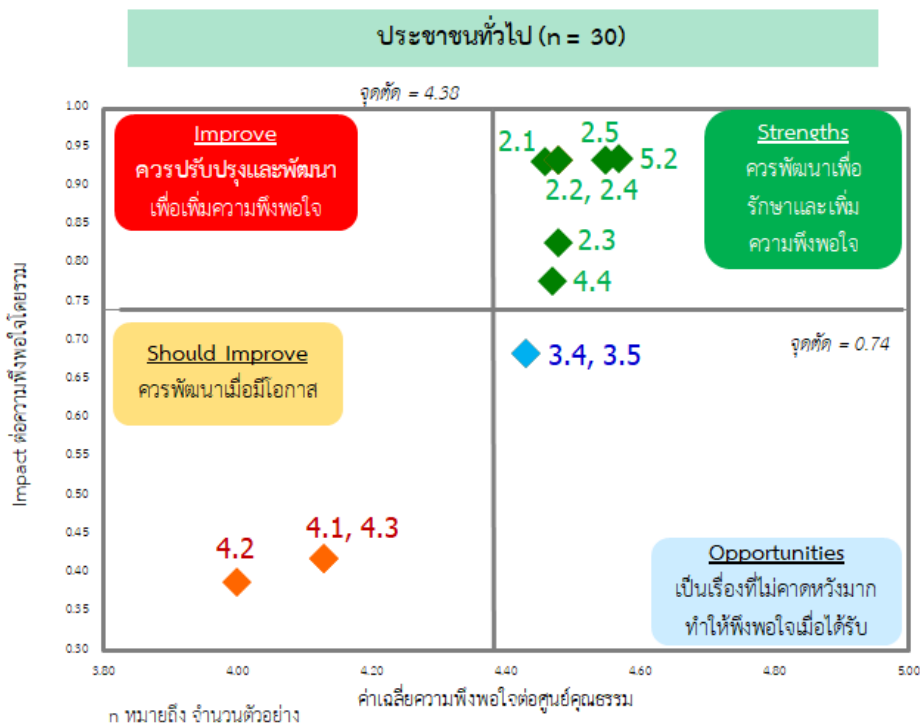 ประชาชนทั่วไป (n = 30)
จุดตัด = 4.38
1.00
0.95
0.90
0.85
0.80
0.75
0.70
0.65
0.60
0.55
0.50
0.45
0.40
0.35
0.30
Impact ต่อความพึงพอใจโดยรวม
Improve
ควรปรับปรุงและพัฒนา
เพื่อเพิ่มความพึงพอใจ
2.1
2.5
5.2
2.2, 2.4
2.3
4.4
Strengths
ควรพัฒนาเพื่อ
รักษาและเพิ่ม
ความพึงพอใจ
Should Improve
ควรพัฒนาเมื่อมีโอกาส
3.4, 3.5
จุดตัด = 0.74
4.2
4.1, 4.3
Opportunities
เป็นเรื่องที่ไม่คาดหวังมาก
ทำให้พึงพอใจเมื่อได้รับ
3.80
4.00
4.20
4.40
4.60
4.80
5.00
ค่าเฉลี่ยความพึงพอใจต่อศูนย์คุณธรรม
n หมายถึง จำนวนตัวอย่าง